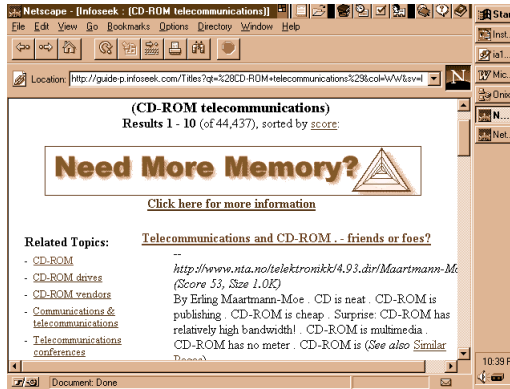 Netscape - [Infoseek : (CD-ROM telecommunications)]
File Edit View Go Bookmarks Options Directory Window Help
Location: http://guide-p.infoseek.com/Titles?qt=%28CD-ROM+telecommunications%29&col=WW&sv=I
N
(CD-ROM telecommunications)
Results 1 - 10 (of 44,437), sorted by score:
Need More Memory?
Click here for more information
Related Topics:
- CD-ROM
- CD-ROM drives
- CD-ROM vendors
- Communications &
telecommunications
- Telecommunications
conferences
Telecommunications and CD-ROM . - friends or foes?
--
http://www.nta.no/telektronikk/4.93.dir/Maartmann-Mo
(Score 53, Size 1.0K)
By Erling Maartmann-Moe . CD is neat . CD-ROM is
publishing . CD-ROM is cheap . Surprise: CD-ROM has
relatively high bandwidth! . CD-ROM is multimedia .
CD-ROM has no meter . CD-ROM is (See also Similar
Pages)
Document: Done
Star
Inst.
ia1...
Mic..
Onix
N...
Net..
10:39 P